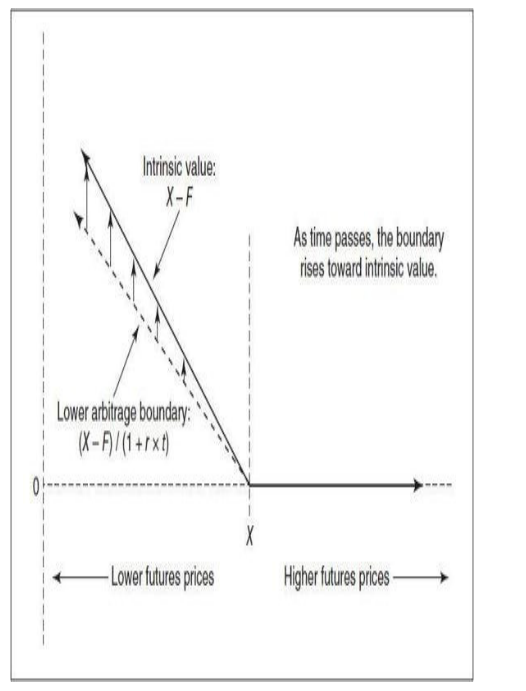 Intrinsic value:
X – F
As time passes, the boundary
rises toward intrinsic value.
Lower arbitrage boundary:
(X – F) / (1 + r × t)
0
X
Lower futures prices
Higher futures prices